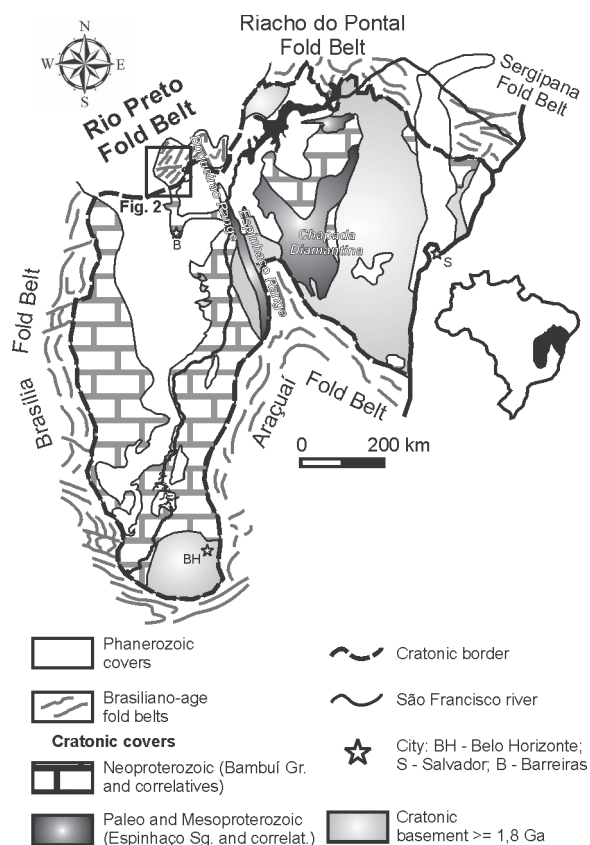 N
W E
S
Riacho do Pontal
Fold Belt
Sergipana
Fold Belt
Rio Preto
Fold Belt
Fig. 2
B
Boqueirão Range
Espinhaço Range
Chapada
Diamantina
S
Brasília Fold Belt
Araçuaí Fold Belt
0 200 km
BH
Phanerozoic
covers
Brasiliano-age
fold belts
Cratonic covers
Neoproterozoic (Bambuí Gr.
and correlatives)
Paleo and Mesoproterozoic
(Espinhaço Sg. and correlat.)
Cratonic border
São Francisco river
City: BH - Belo Horizonte;
S - Salvador; B - Barreiras
Cratonic
basement >= 1,8 Ga